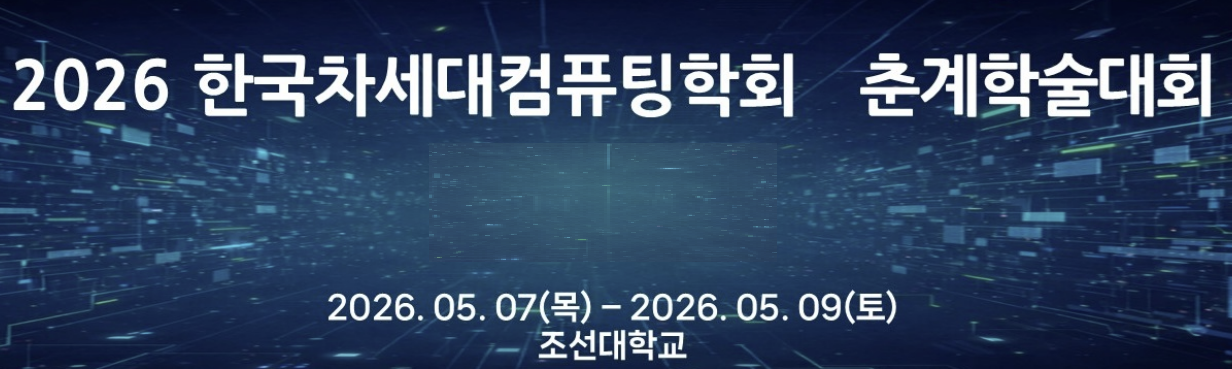 2026 한국차세대컴퓨팅학회 춘계학술대회
2026. 05. 07(목) – 2026. 05. 09(토)
조선대학교